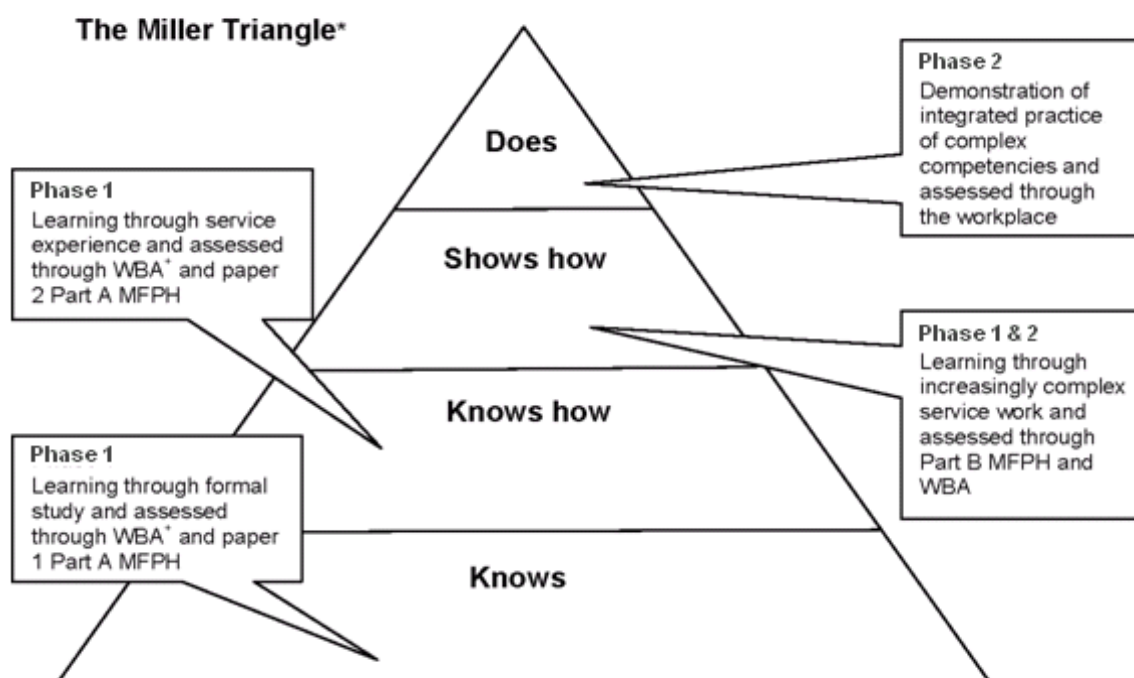 The Miller Triangle*
Does
Phase 2
Demonstration of
integrated practice
of complex
competencies and
assessed through
the workplace
Phase 1
Learning through service
experience and assessed
through WBA⁺ and paper
2 Part A MFPH
Shows how
Phase 1 & 2
Learning through
increasingly complex
service work and
assessed through
Part B MFPH and
WBA
Knows how
Phase 1
Learning through formal
study and assessed
through WBA⁺ and paper
1 Part A MFPH
Knows